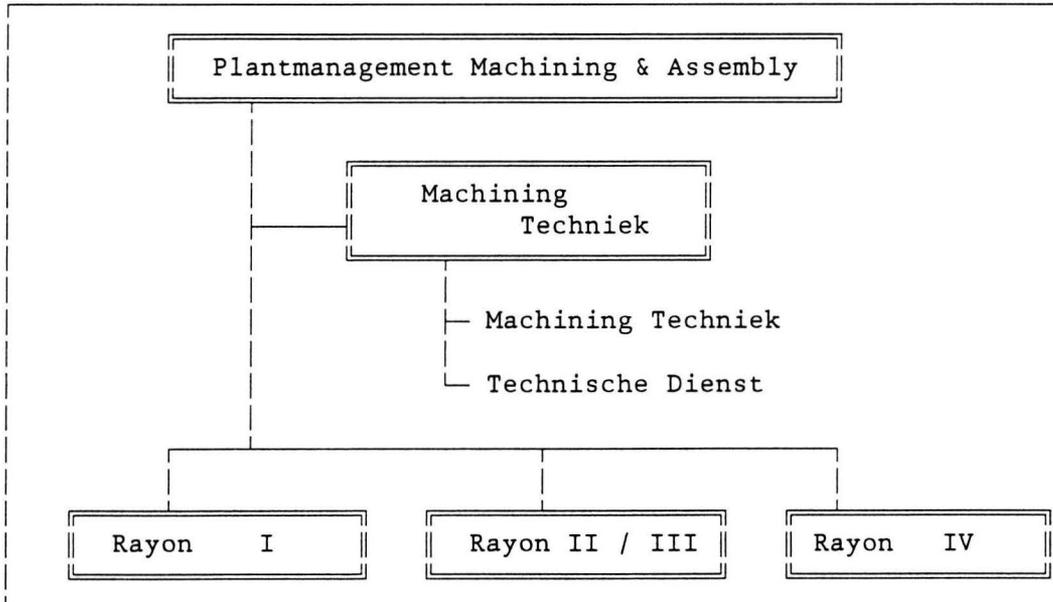 Plantmanagement Machining & Assembly
Machining
Techniek
Machining Techniek
Technische Dienst
Rayon I
Rayon II / III
Rayon IV